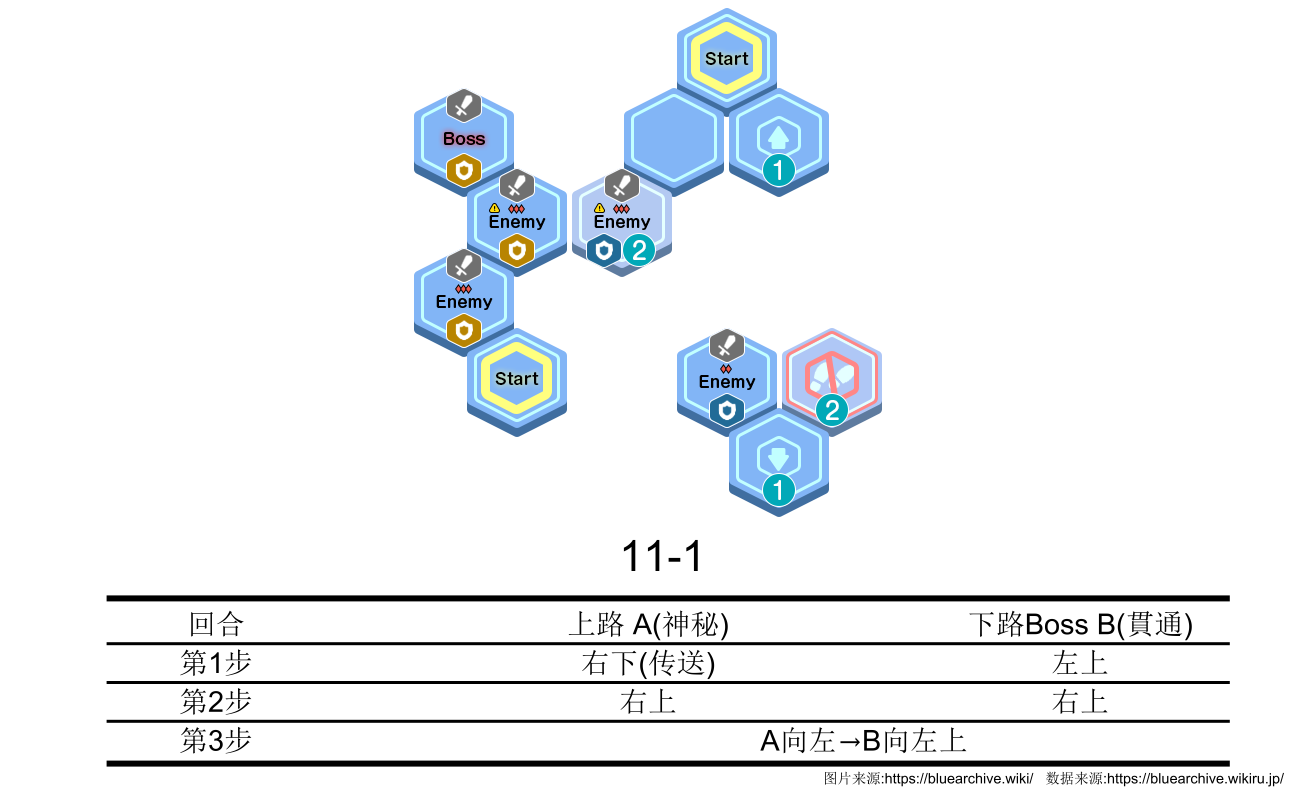 Start
Boss
1
Enemy
Enemy
2
Enemy
Start
Enemy
2
1
11-1
回合 上路 A(神秘) 下路Boss B(貫通)
第1步 右下(传送) 左上
第2步 右上 右上
第3步 A向左→B向左上
图片来源:https://bluearchive.wiki/ 数据来源:https://bluearchive.wikiru.jp/